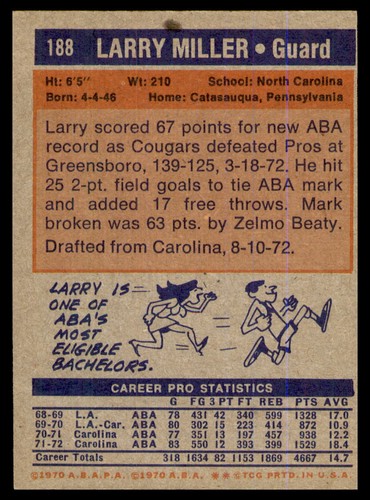 188 LARRY MILLER • Guard
Ht: 6'5" Wt: 210 School: North Carolina
Born: 4-4-46 Home: Catasauqua, Pennsylvania
Larry scored 67 points for new ABA
record as Cougars defeated Pros at
Greensboro, 139-125, 3-18-72. He hit
25 2-pt. field goals to tie ABA mark
and added 17 free throws. Mark
broken was 63 pts. by Zelmo Beaty.
Drafted from Carolina, 8-10-72.
LARRY IS
ONE OF
ABA'S
MOST
ELIGIBLE
BACHELORS.
CAREER PRO STATISTICS
G FG 3 PT FT REB PTS AVG
68-69 L.A. ABA 78 431 42 340 599 1328 17.0
69-70 L.A.-Car. ABA 80 302 15 223 414 872 10.9
70-71 Carolina ABA 77 351 13 197 457 938 12.2
71-72 Carolina ABA 83 550 12 393 399 1529 18.4
Career Totals 318 1634 82 1153 1869 4667 14.7
©1970 A.B.A.P.A. ©1970 A.B.A. ✱✱ ©TCG PRTD. IN U.S.A.